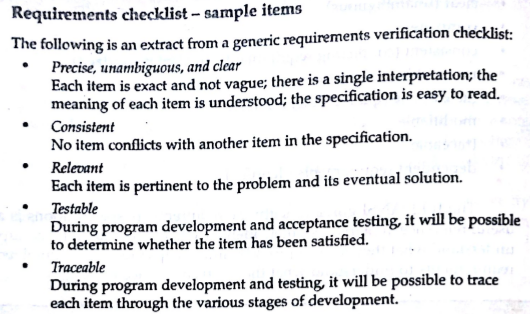 Requirements checklist – sample items
The following is an extract from a generic requirements verification checklist:
• Precise, unambiguous, and clear
Each item is exact and not vague; there is a single interpretation; the
meaning of each item is understood; the specification is easy to read.
• Consistent
No item conflicts with another item in the specification.
• Relevant
Each item is pertinent to the problem and its eventual solution.
• Testable
During program development and acceptance testing, it will be possible
to determine whether the item has been satisfied.
• Traceable
During program development and testing, it will be possible to trace
each item through the various stages of development.